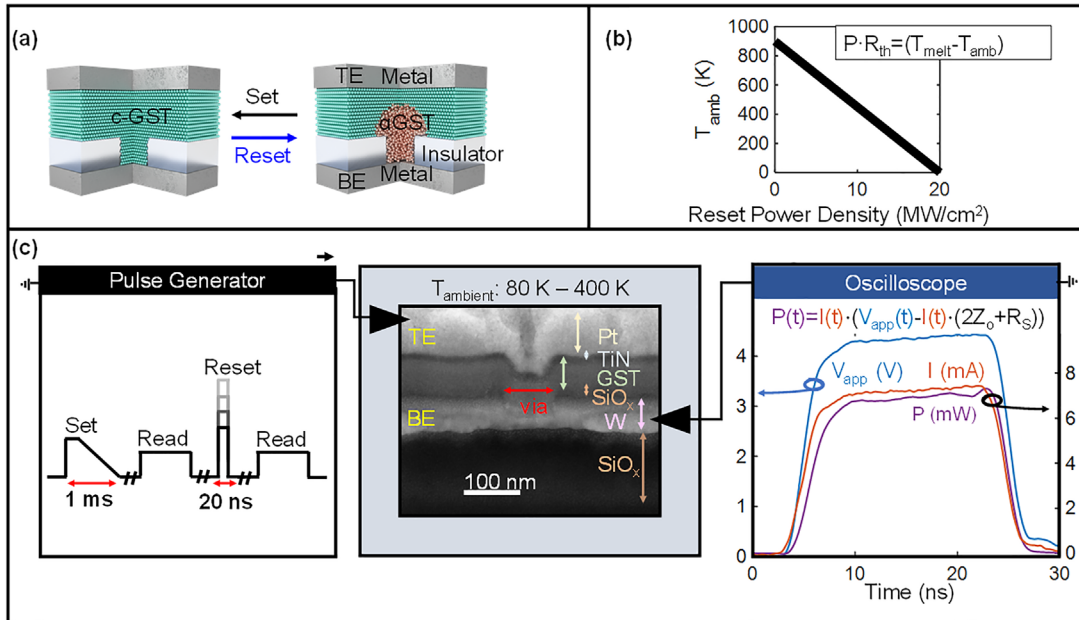 (a)
TE Metal
c-GST
Set
Reset
αGST
Insulator
BE
Metal
(b)
P·Rth=(Tmelt-Tamb)
1000
800
600
400
200
0
Tamb (K)
0 10 20
Reset Power Density (MW/cm²)
(c)
Pulse Generator
Reset
Set
Read
Read
1 ms
20 ns
Tambient: 80 K – 400 K
TE
Pt
TiN
GST
SiOx
via
BE
W
SiOx
100 nm
Oscilloscope
P(t)=I(t)·(Vapp(t)-I(t)·(2Zo+RS))
Vapp (V)
I (mA)
P (mW)
4
3
2
1
0
8
6
4
2
0
0 10 20 30
Time (ns)